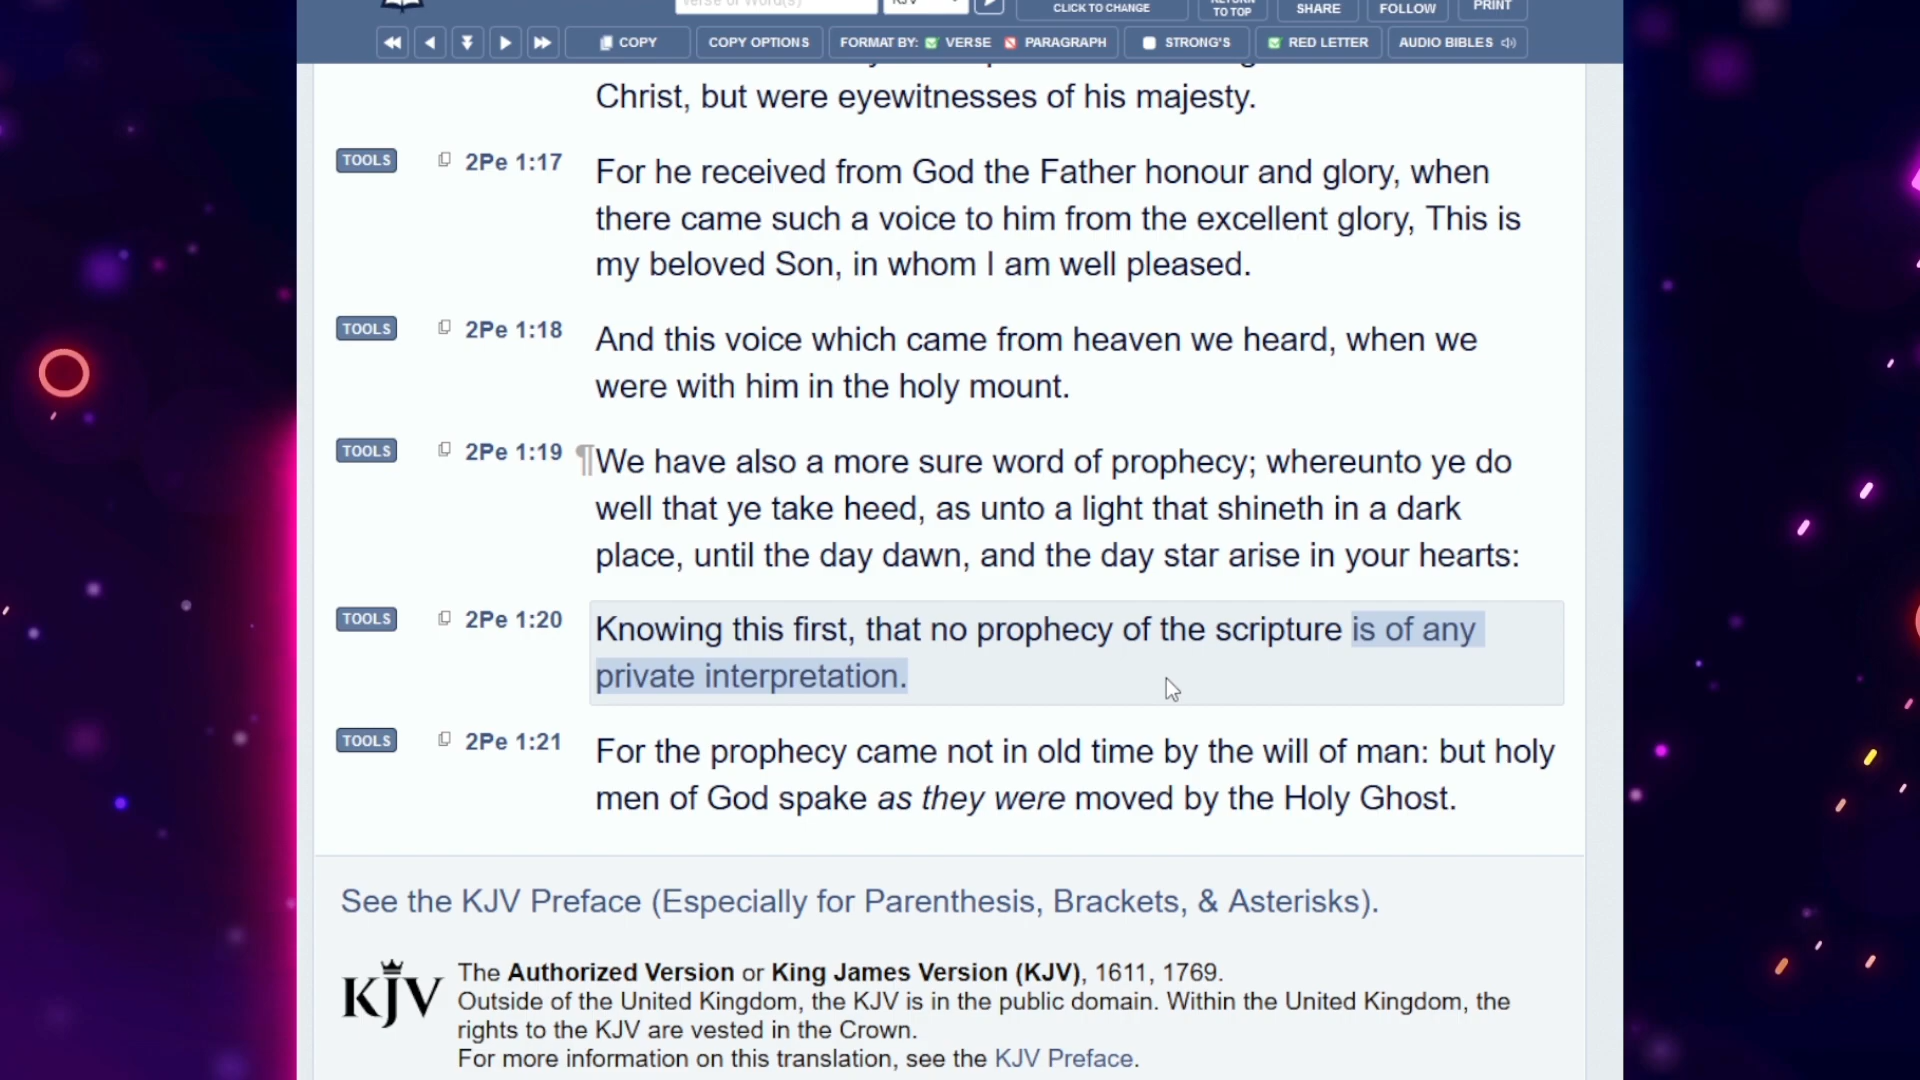 CLICK TO CHANGE
RETURN
TO TOP
SHARE
FOLLOW
PRINT
COPY
COPY OPTIONS
FORMAT BY: VERSE PARAGRAPH
STRONG'S
RED LETTER
AUDIO BIBLES
Christ, but were eyewitnesses of his majesty.
TOOLS 2Pe 1:17 For he received from God the Father honour and glory, when
there came such a voice to him from the excellent glory, This is
my beloved Son, in whom I am well pleased.
TOOLS 2Pe 1:18 And this voice which came from heaven we heard, when we
were with him in the holy mount.
TOOLS 2Pe 1:19 ¶We have also a more sure word of prophecy; whereunto ye do
well that ye take heed, as unto a light that shineth in a dark
place, until the day dawn, and the day star arise in your hearts:
TOOLS 2Pe 1:20 Knowing this first, that no prophecy of the scripture is of any
private interpretation.
TOOLS 2Pe 1:21 For the prophecy came not in old time by the will of man: but holy
men of God spake as they were moved by the Holy Ghost.
See the KJV Preface (Especially for Parenthesis, Brackets, & Asterisks).
KJV
The Authorized Version or King James Version (KJV), 1611, 1769.
Outside of the United Kingdom, the KJV is in the public domain. Within the United Kingdom, the
rights to the KJV are vested in the Crown.
For more information on this translation, see the KJV Preface.